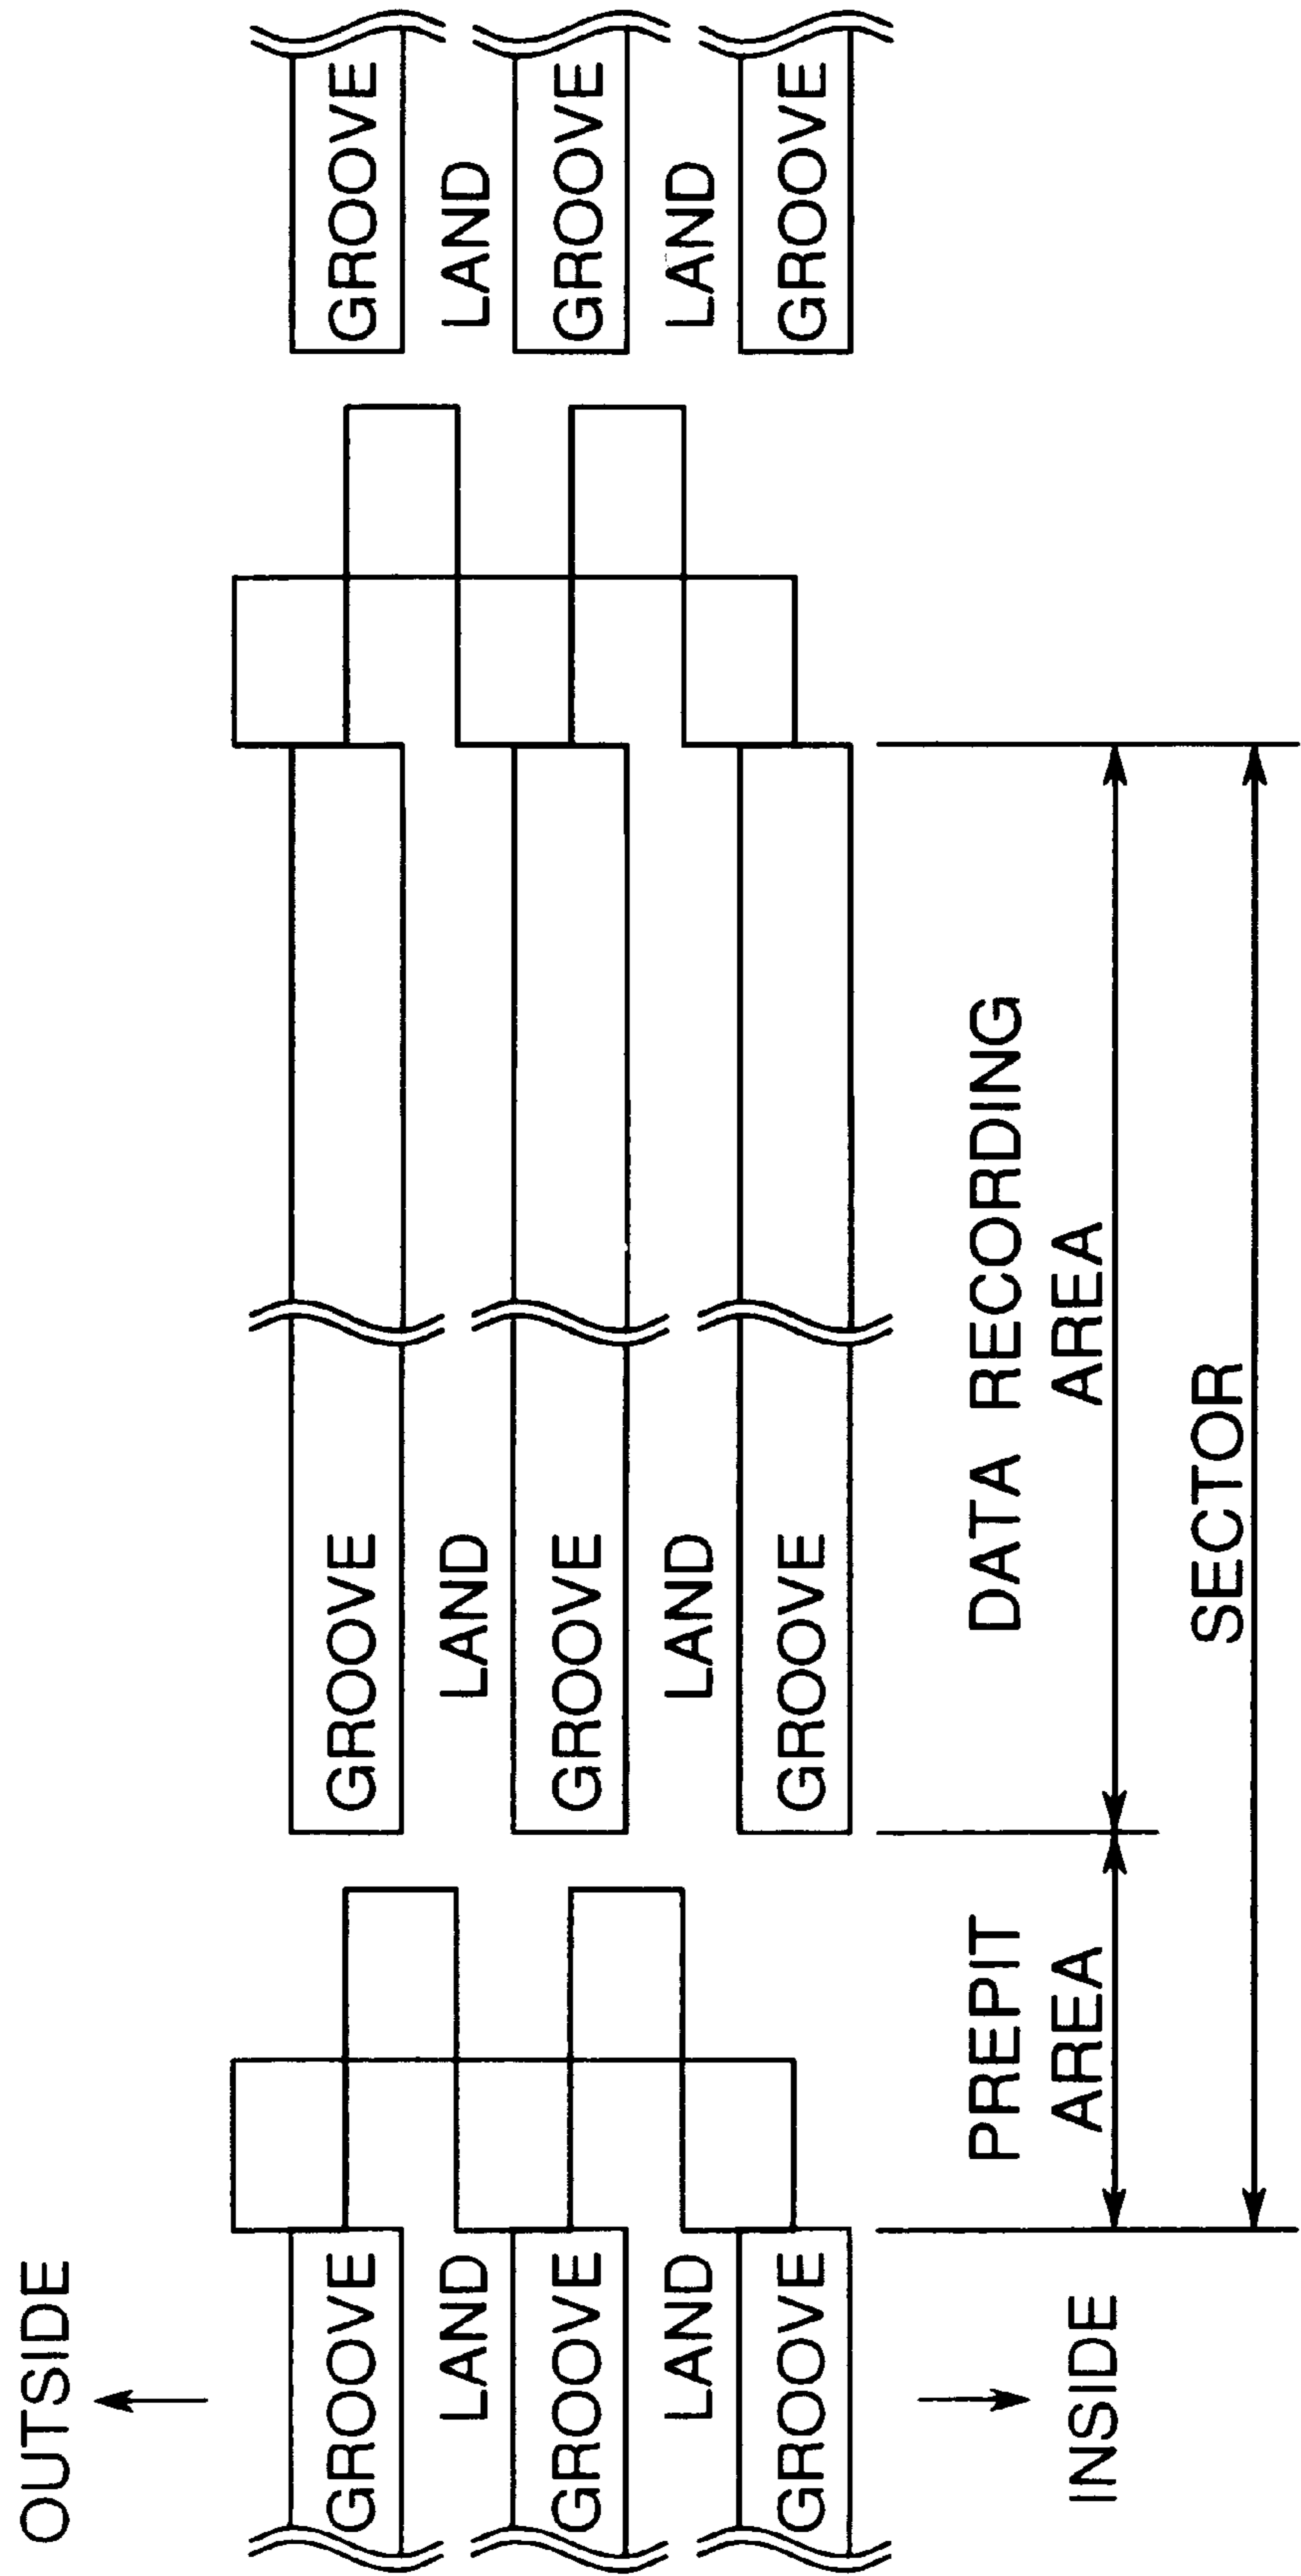 OUTSIDE
GROOVE GROOVE GROOVE
LAND LAND LAND
GROOVE GROOVE GROOVE
LAND LAND LAND
GROOVE GROOVE GROOVE
INSIDE
PREPIT
AREA
DATA RECORDING
AREA
SECTOR